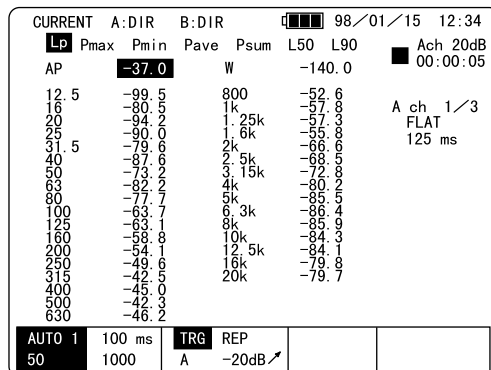 CURRENT A:DIR B:DIR 98/01/15 12:34
Lp Pmax Pmin Pave Psum L50 L90 Ach 20dB
00:00:05
AP -37.0 W -140.0
12.5 -99.5 800 -52.6
16 -80.5 1k -57.8
20 -94.2 1.25k -57.3
25 -90.0 1.6k -55.8
31.5 -79.6 2k -66.6
40 -87.6 2.5k -68.5
50 -73.2 3.15k -72.8
63 -82.2 4k -80.2
80 -77.7 5k -85.5
100 -63.7 6.3k -86.4
125 -63.1 8k -85.9
160 -58.8 10k -84.3
200 -54.1 12.5k -84.1
250 -49.6 16k -79.8
315 -42.5 20k -79.7
400 -45.0
500 -42.3
630 -46.2
A ch 1/3
FLAT
125 ms
AUTO 1 100 ms TRG REP
50 1000 A -20dB↗